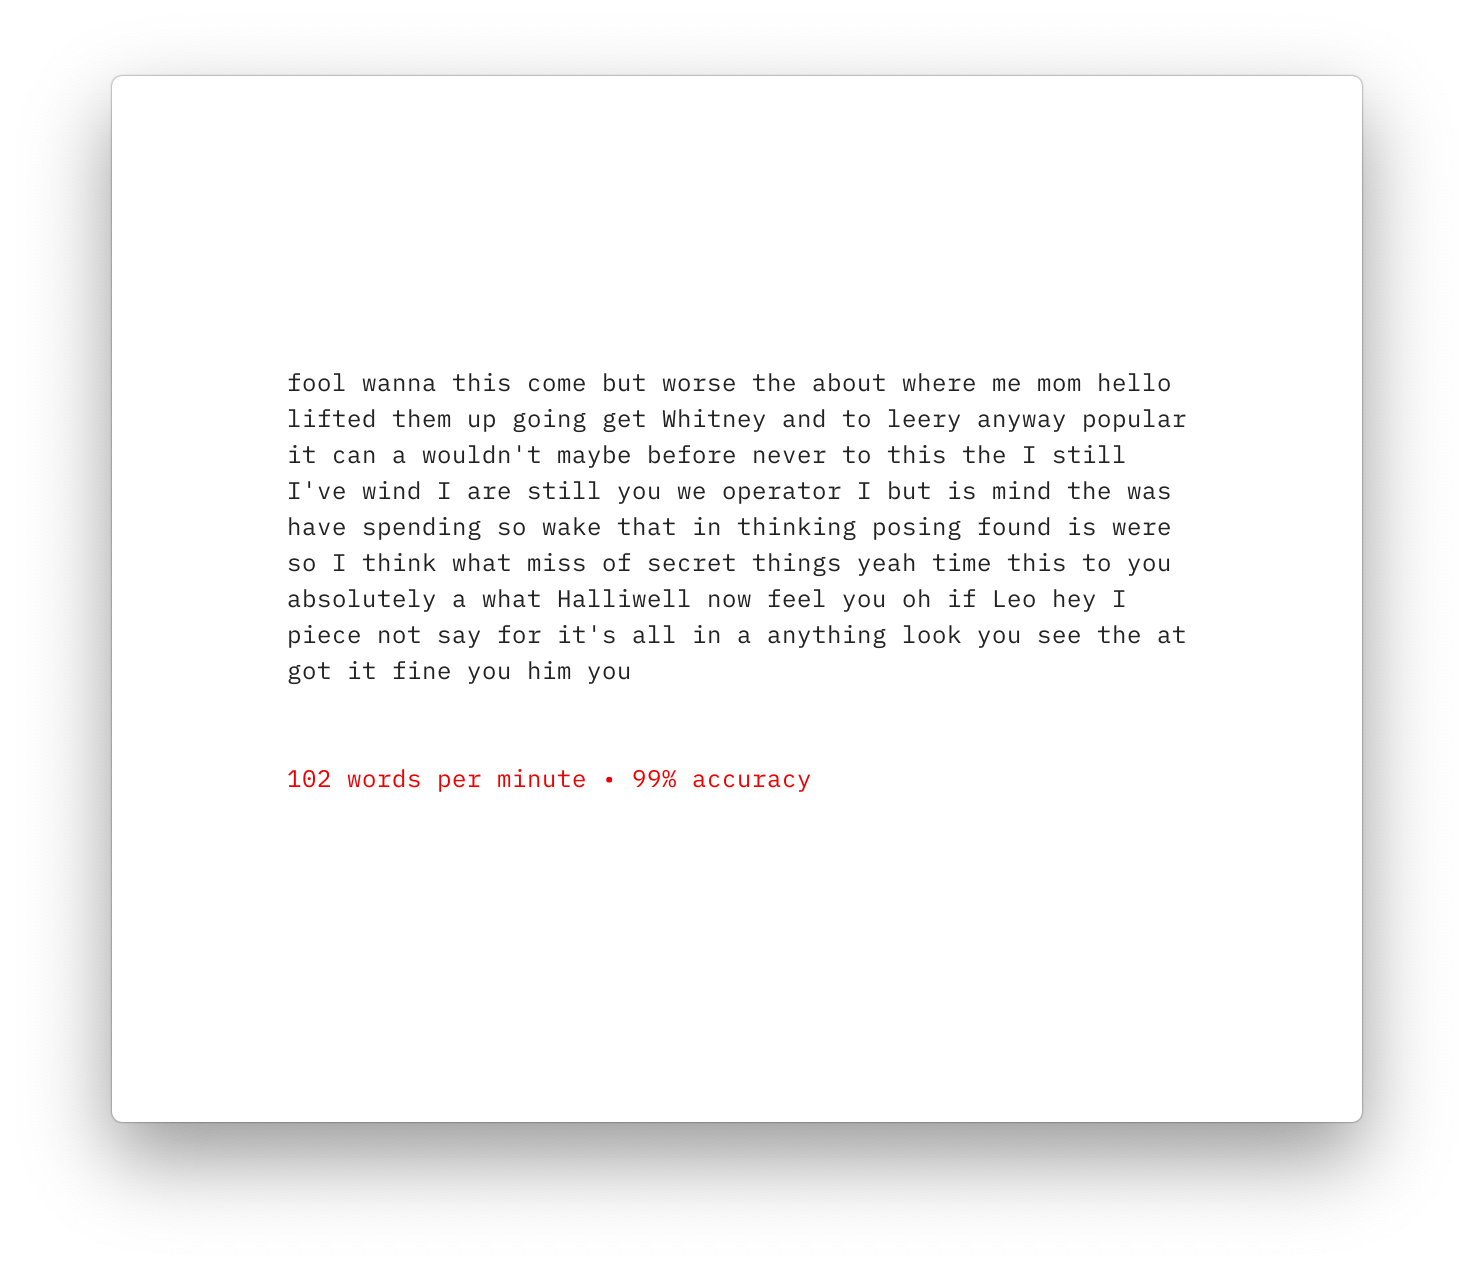 fool wanna this come but worse the about where me mom hello
lifted them up going get Whitney and to leery anyway popular
it can a wouldn't maybe before never to this the I still
I've wind I are still you we operator I but is mind the was
have spending so wake that in thinking posing found is were
so I think what miss of secret things yeah time this to you
absolutely a what Halliwell now feel you oh if Leo hey I
piece not say for it's all in a anything look you see the at
got it fine you him you
102 words per minute • 99% accuracy